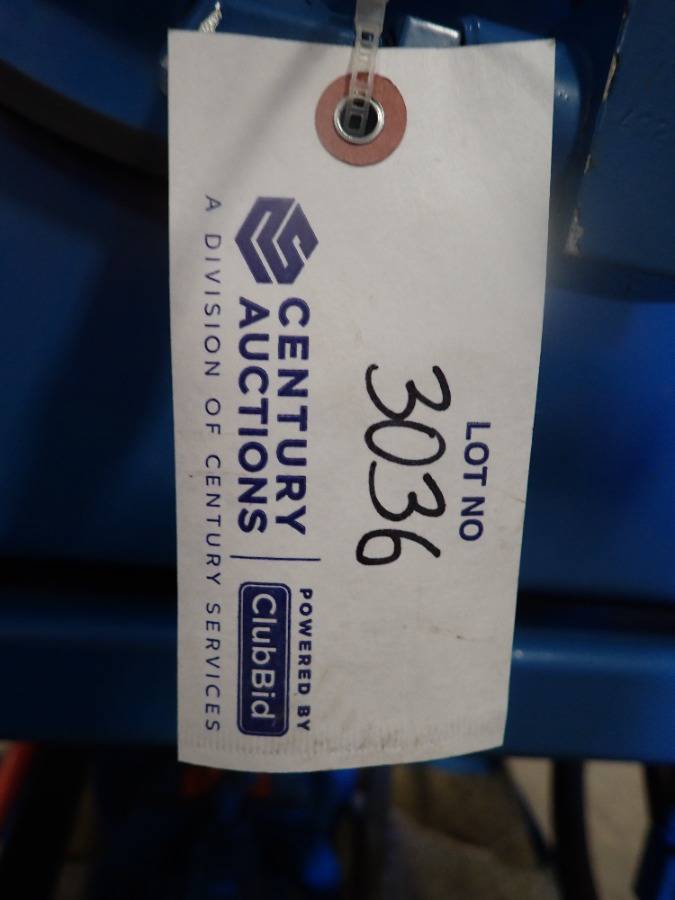 LOT NO
3036
CENTURY
AUCTIONS
POWERED BY
ClubBid
A DIVISION OF CENTURY SERVICES